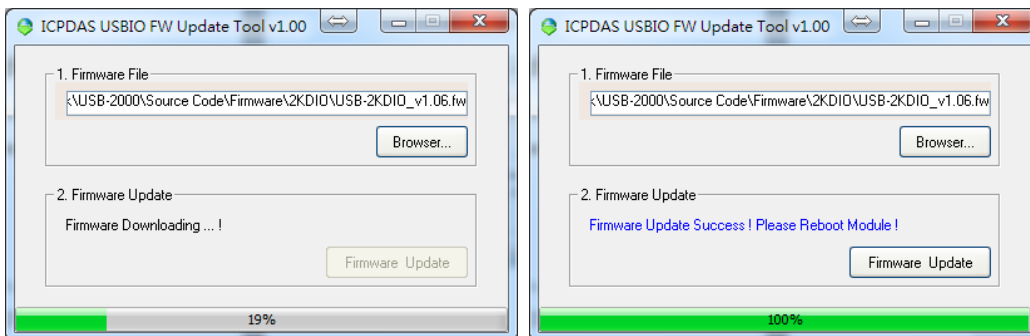 ICPDAS USBIO FW Update Tool v1.00
1. Firmware File
<\USB-2000\Source Code\Firmware\2KDIO\USB-2KDIO_v1.06.fw
Browser...
2. Firmware Update
Firmware Downloading ... !
Firmware Update
19%
ICPDAS USBIO FW Update Tool v1.00
1. Firmware File
<\USB-2000\Source Code\Firmware\2KDIO\USB-2KDIO_v1.06.fw
Browser...
2. Firmware Update
Firmware Update Success ! Please Reboot Module !
Firmware Update
100%